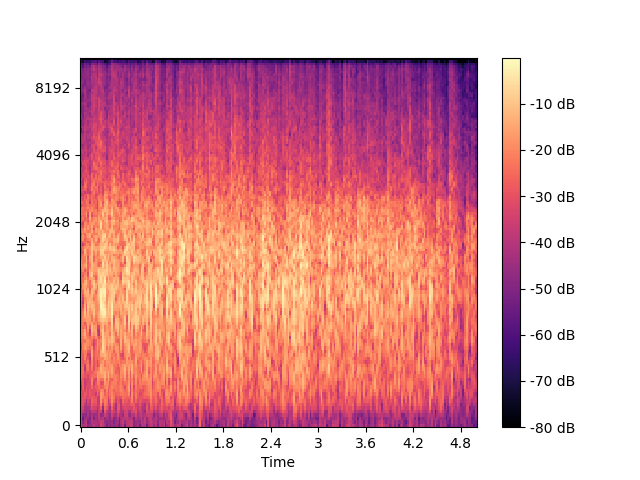 8192
4096
2048
1024
512
0
Hz
0 0.6 1.2 1.8 2.4 3 3.6 4.2 4.8
Time
-10 dB
-20 dB
-30 dB
-40 dB
-50 dB
-60 dB
-70 dB
-80 dB